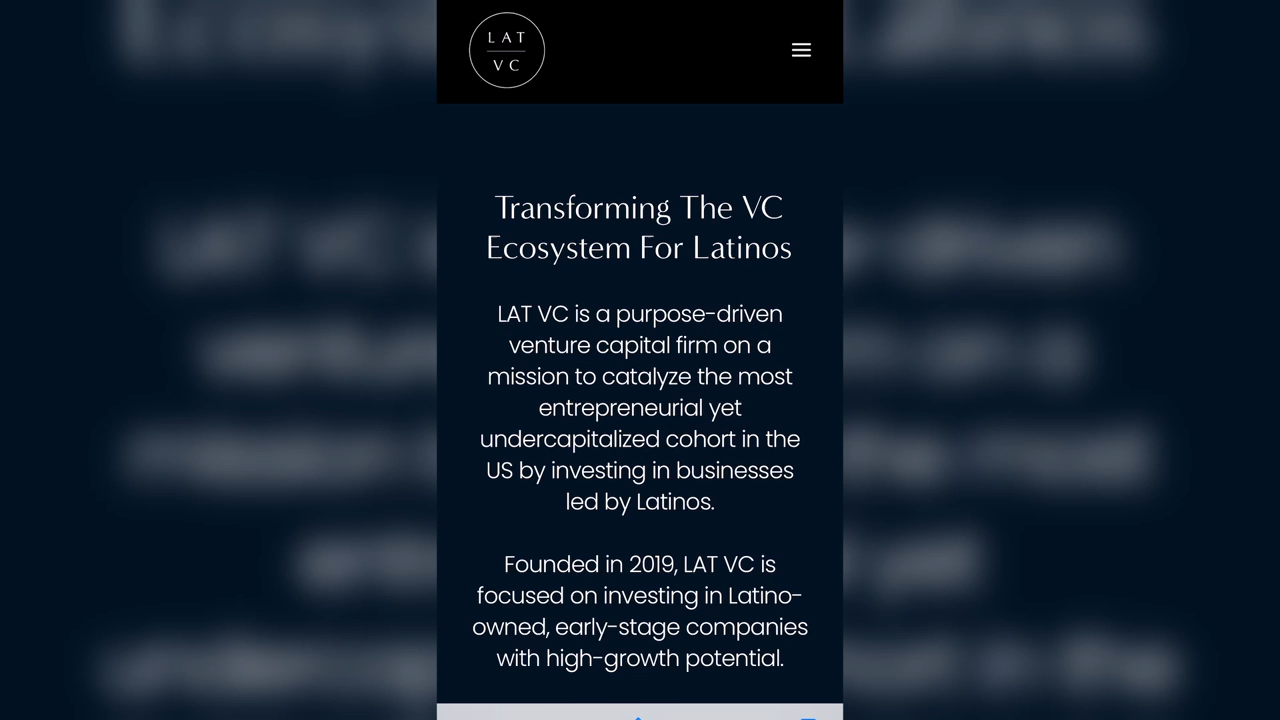 LAT
VC
Transforming The VC
Ecosystem For Latinos
LAT VC is a purpose-driven
venture capital firm on a
mission to catalyze the most
entrepreneurial yet
undercapitalized cohort in the
US by investing in businesses
led by Latinos.
Founded in 2019, LAT VC is
focused on investing in Latino-
owned, early-stage companies
with high-growth potential.